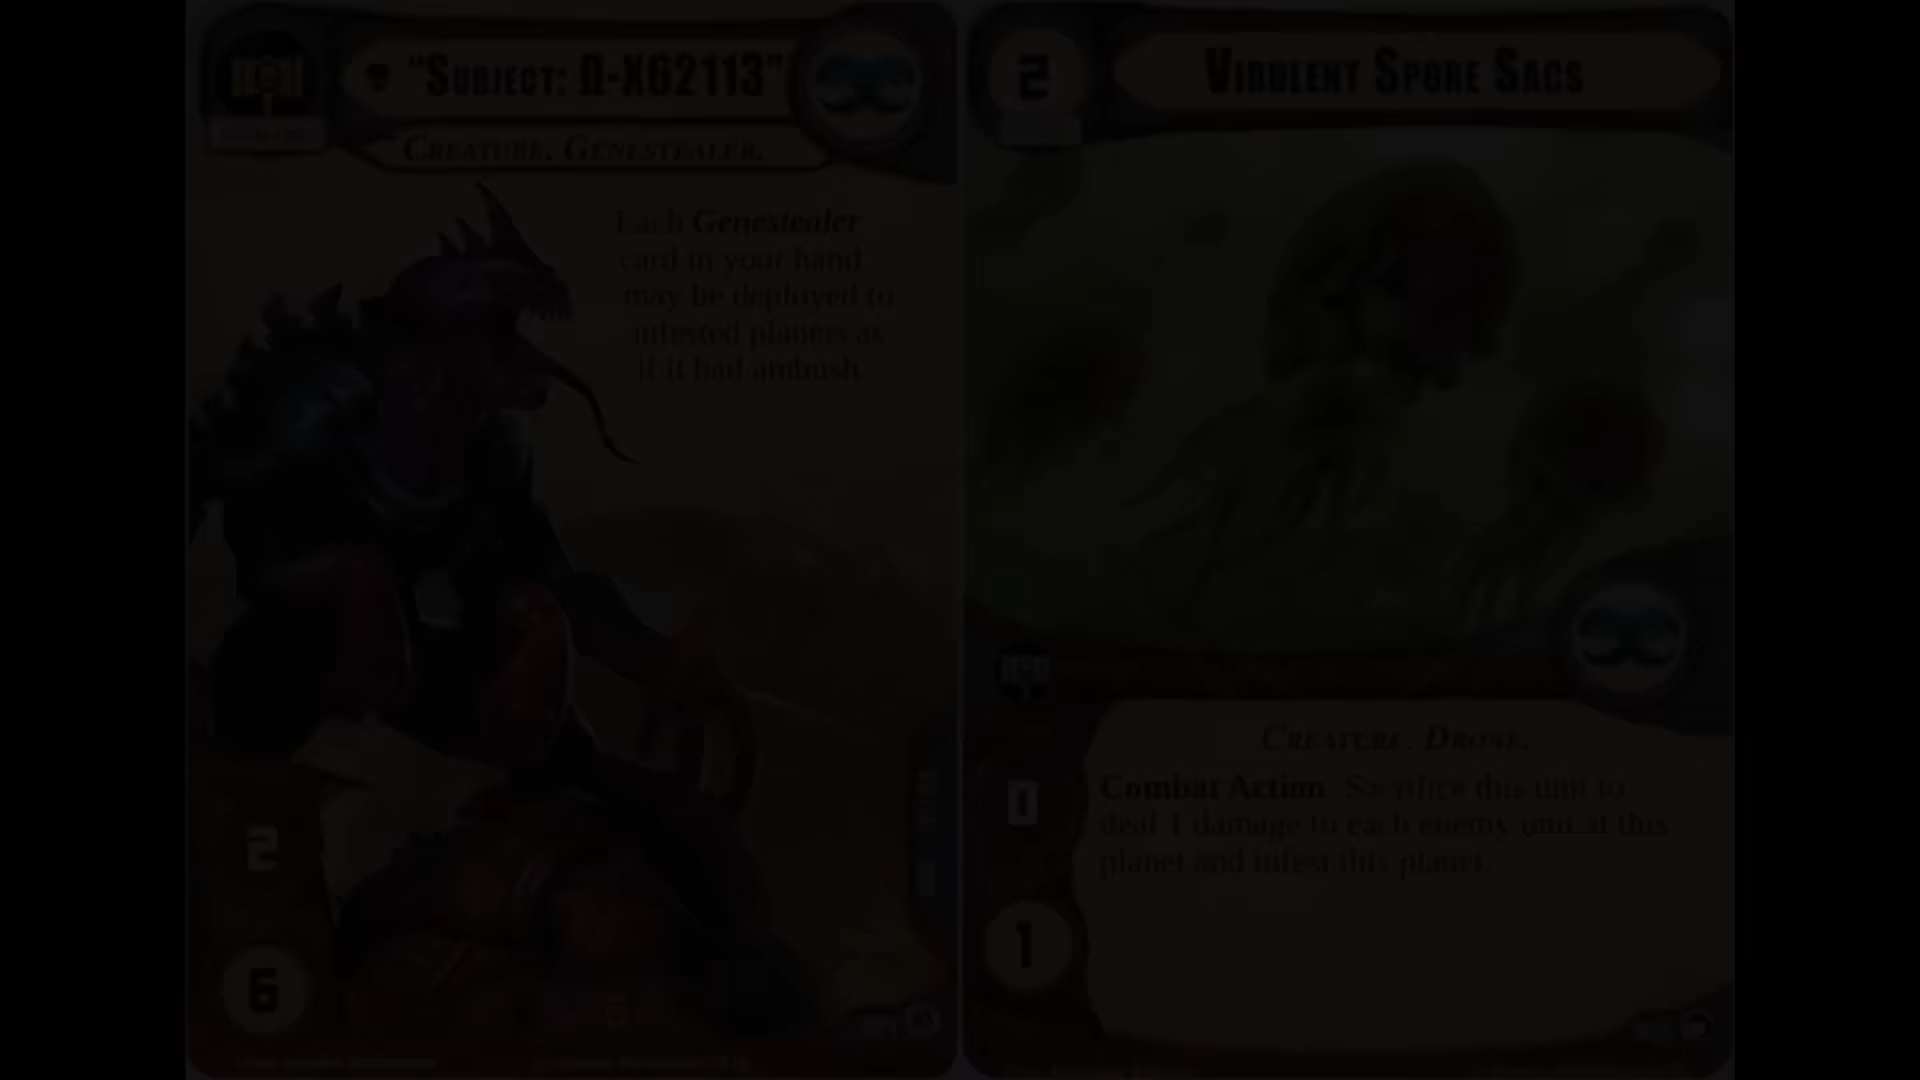 "Subject: Ω-X62113"
Creature. Genestealer.
Each Genestealer
card in your hand
may be deployed to
infested planets as
if it had ambush
2
6
2
Virulent Spore Sacs
Creature. Drone.
Combat Action Sacrifice this unit to
deal 1 damage to each enemy unit at this
planet and infest this planet.
1
1